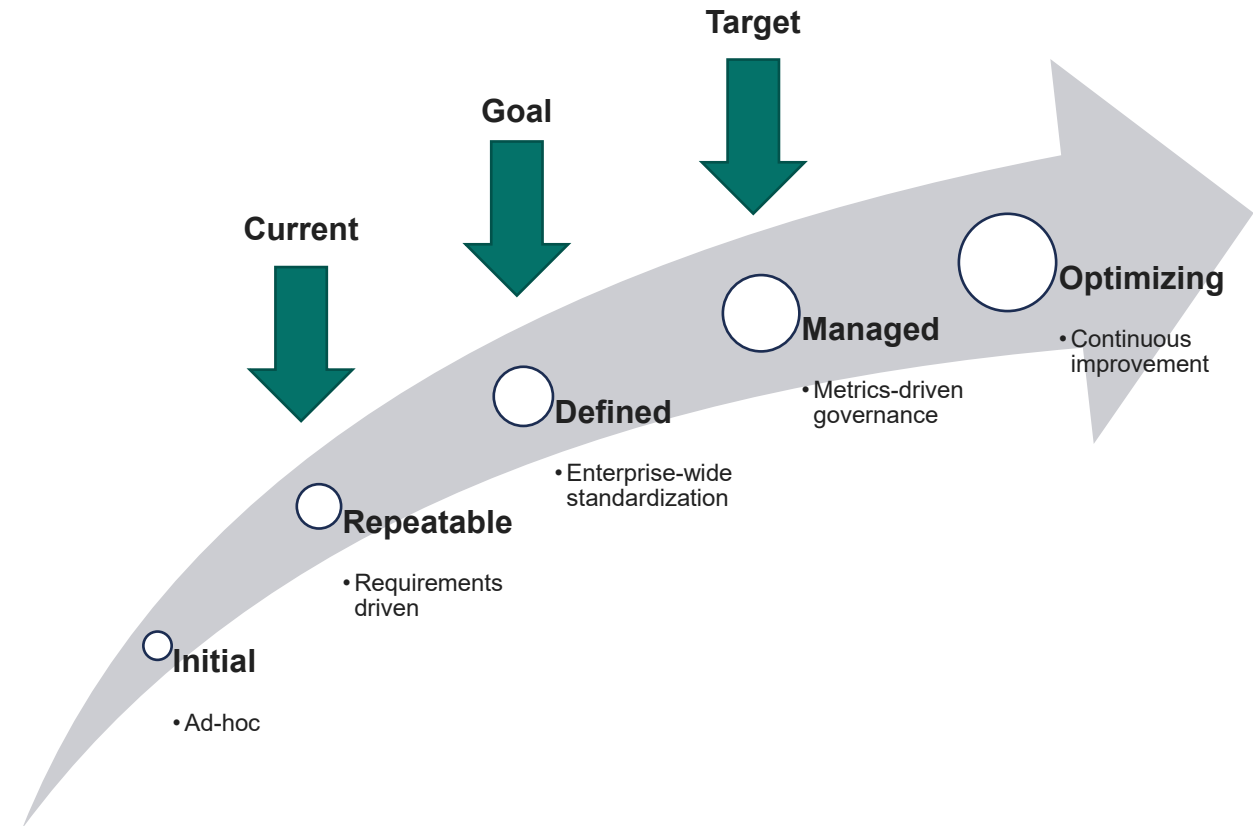 Target
Goal
Current
Optimizing
• Continuous
improvement
Managed
• Metrics-driven
governance
Defined
• Enterprise-wide
standardization
Repeatable
• Requirements
driven
Initial
• Ad-hoc